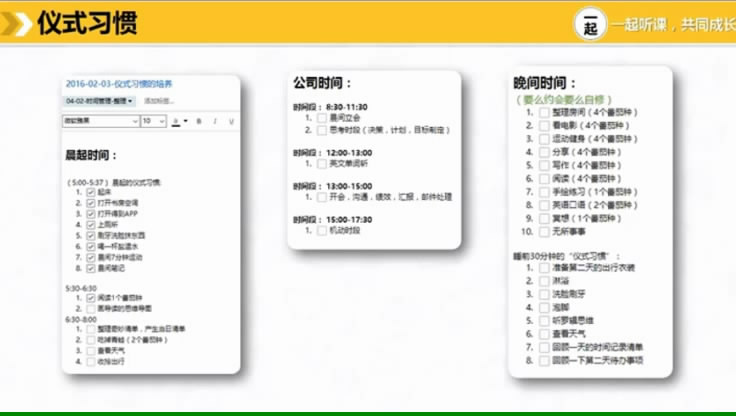 仪式习惯
一起
一起听课，共同成长
2016-02-03-仪式习惯的培养
04-02-时间管理-整理
添加标签...
微软雅黑 10 A B I U
晨起时间：
（5:00-5:37）晨起的仪式习惯:
1. 起床
2. 打开书房空调
3. 打开得到APP
4. 上厕所
5. 刷牙洗脸抹东西
6. 喝一杯盐温水
7. 晨间7分钟运动
8. 晨间笔记
5:30-6:30
1. 阅读1个番茄钟
2. 画导读的思维导图
6:30-8:00
1. 整理奇妙清单，产生当日清单
2. 吃掉青蛙（2个番茄钟）
3. 查看天气
4. 收拾出行
公司时间：
时间段： 8:30-11:30
1. 晨间立会
2. 思考时段（决策，计划，目标制定）
时间段： 12:00-13:00
1. 英文单词听
时间段： 13:00-15:00
1. 开会，沟通，绩效，汇报，邮件处理
时间段： 15:00-17:30
1. 机动时段
晚间时间：
（要么约会要么自修）
1. 整理房间（4个番茄钟）
2. 看电影（4个番茄钟）
3. 运动健身（4个番茄钟）
4. 分享（4个番茄钟）
5. 写作（4个番茄钟）
6. 阅读（4个番茄钟）
7. 手绘练习（1个番茄钟）
8. 英语口语（2个番茄钟）
9. 冥想（1个番茄钟）
10. 无所事事
睡前30分钟的“仪式习惯”：
1. 准备第二天的出行衣装
2. 淋浴
3. 洗脸刷牙
4. 泡脚
5. 听罗辑思维
6. 查看天气
7. 回顾一天的时间记录清单
8. 回顾一下第二天待办事项